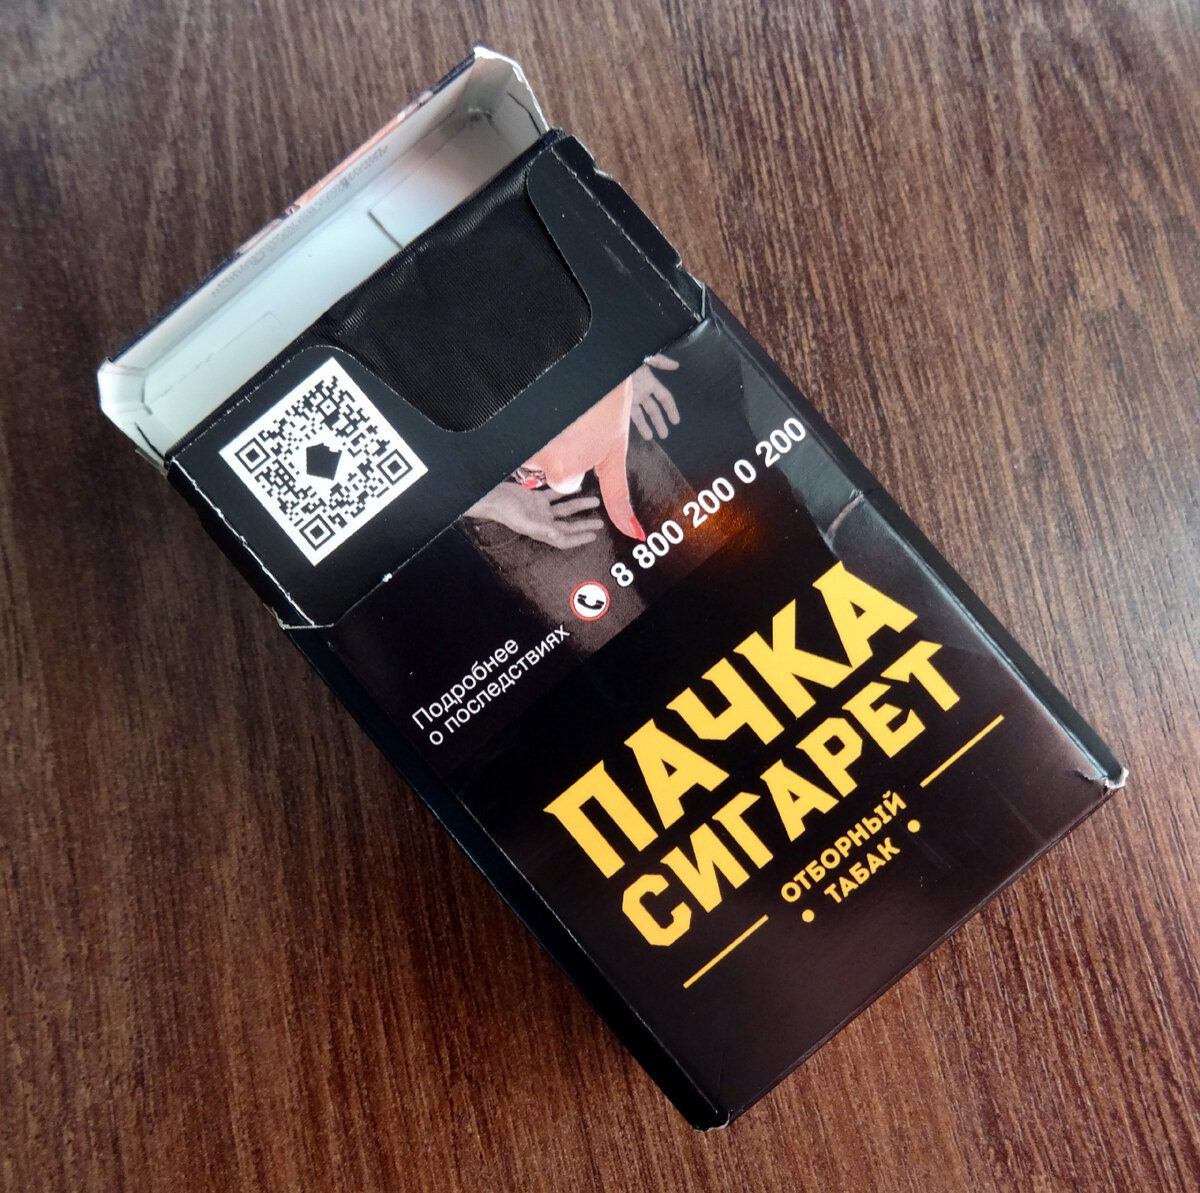 Подробнее
о последствиях
8 800 200 0 200
ПАЧКА
СИГАРЕТ
ОТБОРНЫЙ
ТАБАК